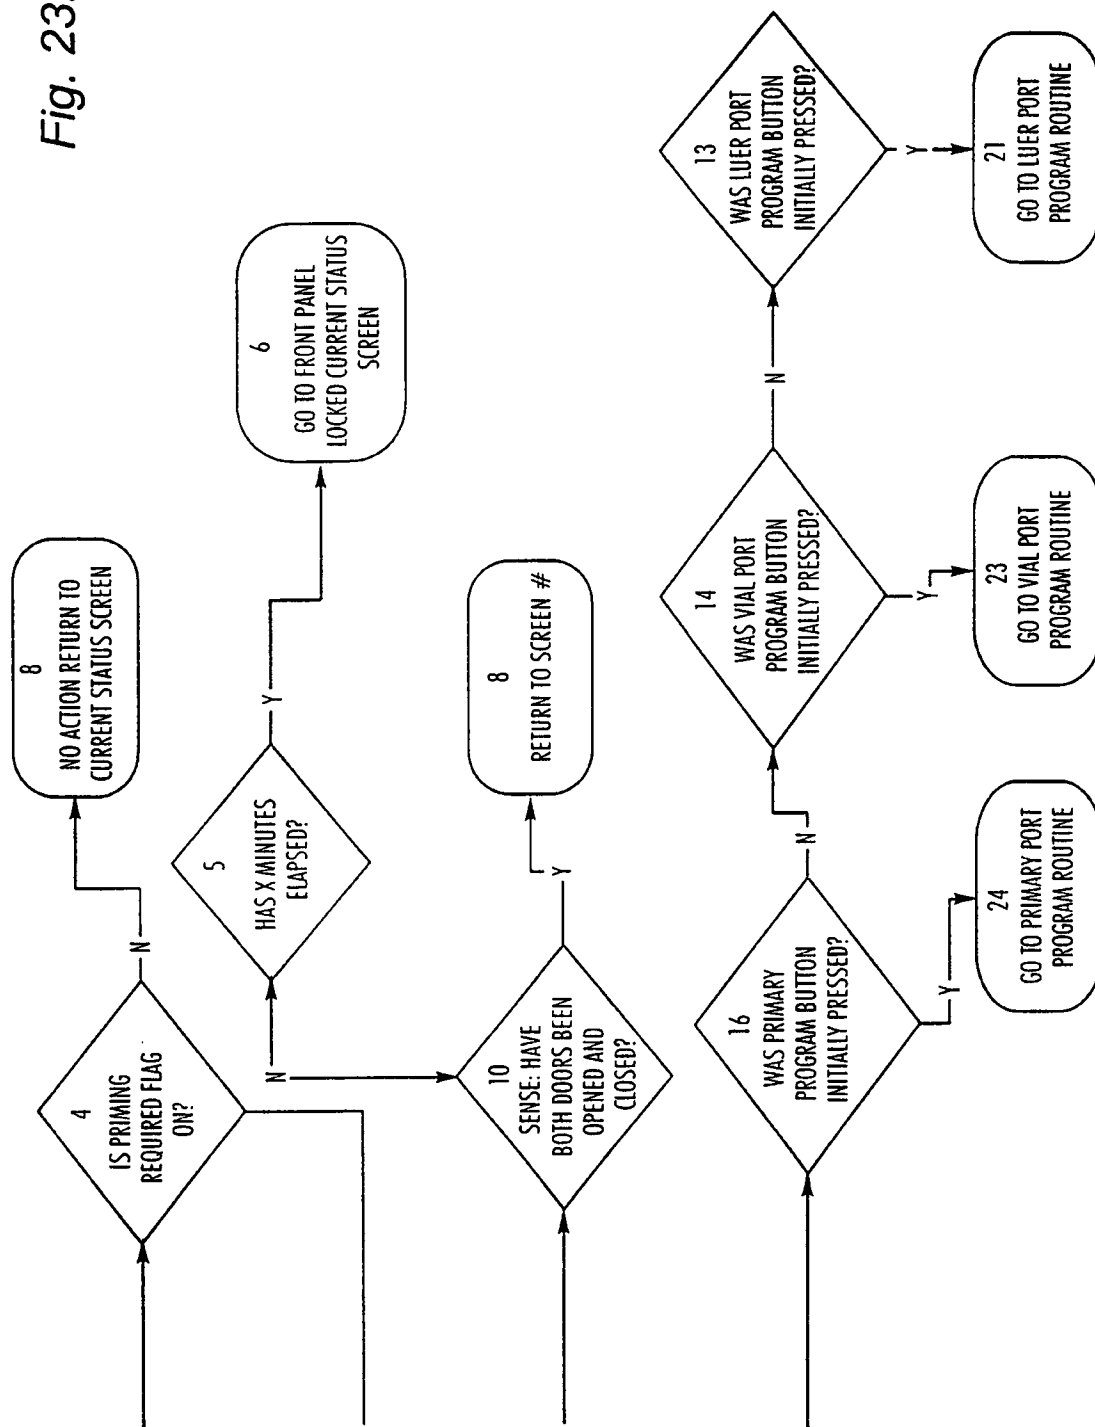 Fig. 23
4
IS PRIMING
REQUIRED FLAG
ON?
N
8
NO ACTION RETURN TO
CURRENT STATUS SCREEN
5
HAS X MINUTES
ELAPSED?
Y
N
6
GO TO FRONT PANEL
LOCKED CURRENT STATUS
SCREEN
10
SENSE: HAVE
BOTH DOORS BEEN
OPENED AND
CLOSED?
Y
8
RETURN TO SCREEN #
16
WAS PRIMARY
PROGRAM BUTTON
INITIALLY PRESSED?
N
Y
24
GO TO PRIMARY PORT
PROGRAM ROUTINE
14
WAS VIAL PORT
PROGRAM BUTTON
INITIALLY PRESSED?
N
Y
23
GO TO VIAL PORT
PROGRAM ROUTINE
13
WAS LUER PORT
PROGRAM BUTTON
INITIALLY PRESSED?
Y
21
GO TO LUER PORT
PROGRAM ROUTINE